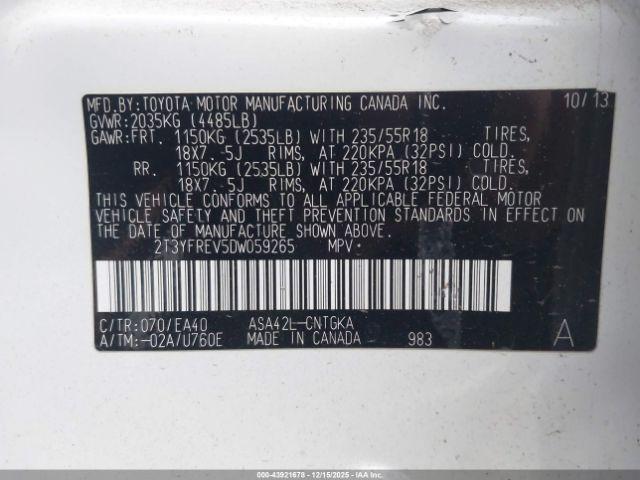 MFD.BY:TOYOTA MOTOR MANUFACTURING CANADA INC. 10/13
GVWR:2035KG (4485LB)
GAWR:FRT. 1150KG (2535LB) WITH 235/55R18 TIRES,
18X7. 5J RIMS, AT 220KPA (32PSI) COLD.
RR. 1150KG (2535LB) WITH 235/55R18 TIRES,
18X7. 5J RIMS, AT 220KPA (32PSI) COLD.
THIS VEHICLE CONFORMS TO ALL APPLICABLE FEDERAL MOTOR
VEHICLE SAFETY AND THEFT PREVENTION STANDARDS IN EFFECT ON
THE DATE OF MANUFACTURE SHOWN ABOVE.
2T3YFREV5DW059265 MPV*
C/TR:070/EA40 ASA42L-CNTGKA
A/TM:-02A/U760E MADE IN CANADA 983 A
000-43921678 - 12/15/2025 - IAAI.COM